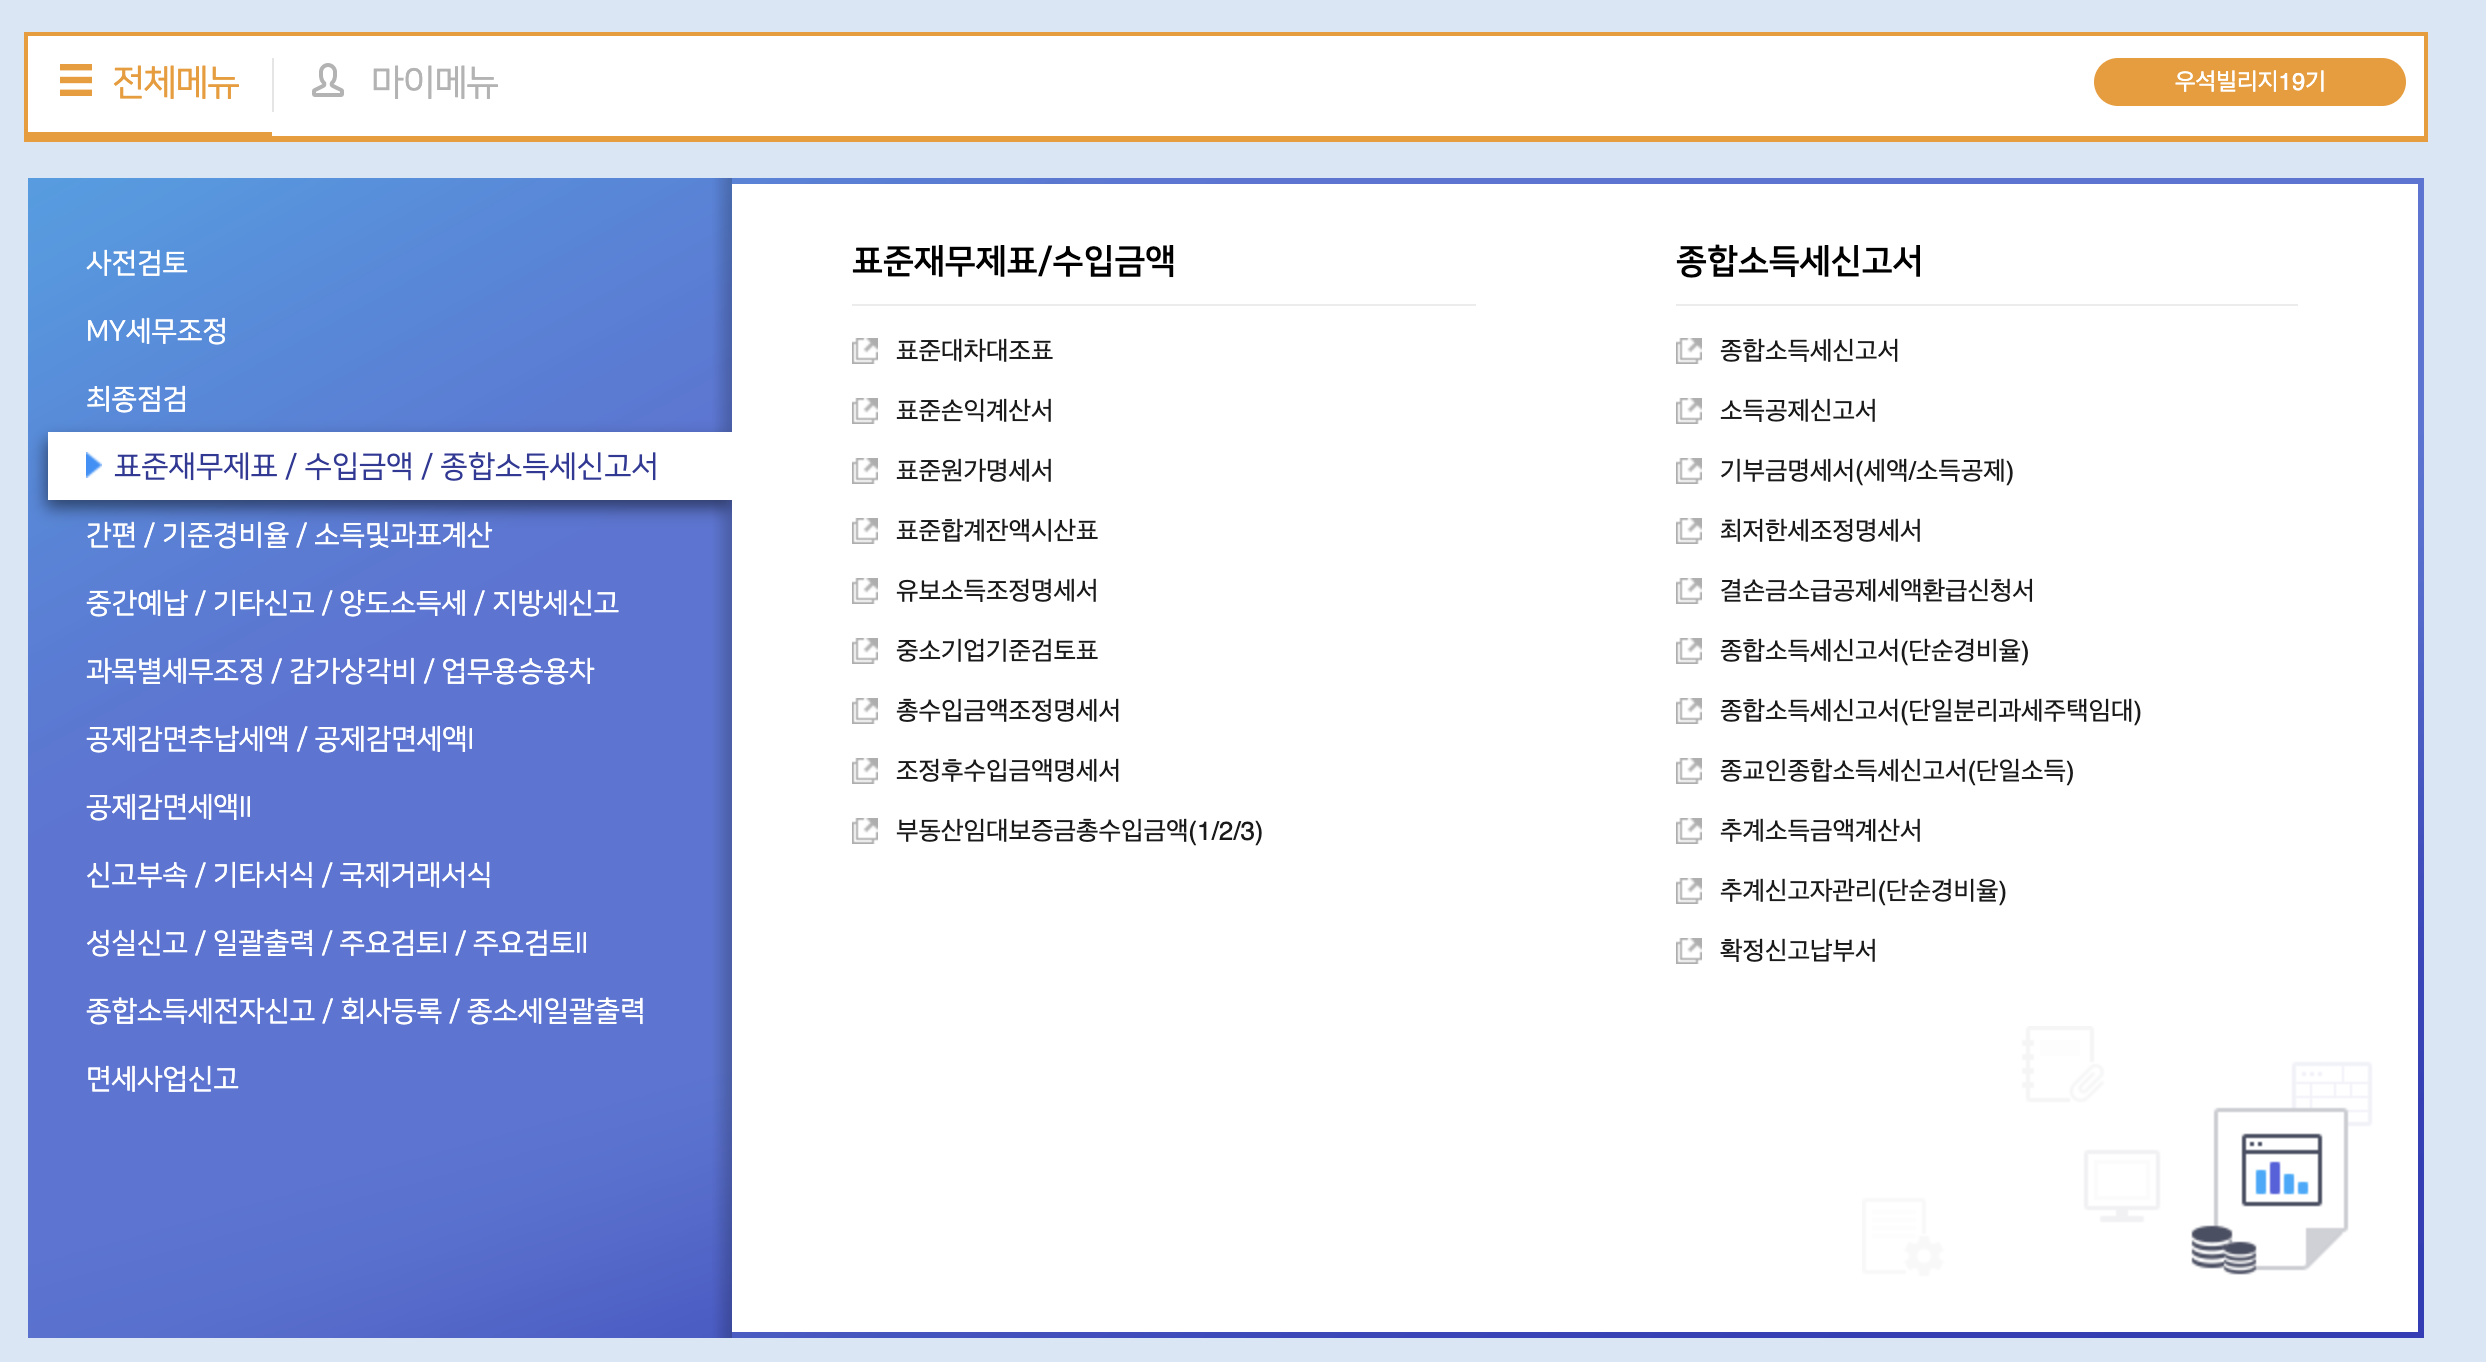 전체메뉴
마이메뉴
우석빌리지19기
사전검토
MY세무조정
최종점검
표준재무제표 / 수입금액 / 종합소득세신고서
간편 / 기준경비율 / 소득및과표계산
중간예납 / 기타신고 / 양도소득세 / 지방세신고
과목별세무조정 / 감가상각비 / 업무용승용차
공제감면추납세액 / 공제감면세액I
공제감면세액II
신고부속 / 기타서식 / 국제거래서식
성실신고 / 일괄출력 / 주요검토I / 주요검토II
종합소득세전자신고 / 회사등록 / 종소세일괄출력
면세사업신고
표준재무제표/수입금액
표준대차대조표
표준손익계산서
표준원가명세서
표준합계잔액시산표
유보소득조정명세서
중소기업기준검토표
총수입금액조정명세서
조정후수입금액명세서
부동산임대보증금총수입금액(1/2/3)
종합소득세신고서
종합소득세신고서
소득공제신고서
기부금명세서(세액/소득공제)
최저한세조정명세서
결손금소급공제세액환급신청서
종합소득세신고서(단순경비율)
종합소득세신고서(단일분리과세주택임대)
종교인종합소득세신고서(단일소득)
추계소득금액계산서
추계신고자관리(단순경비율)
확정신고납부서